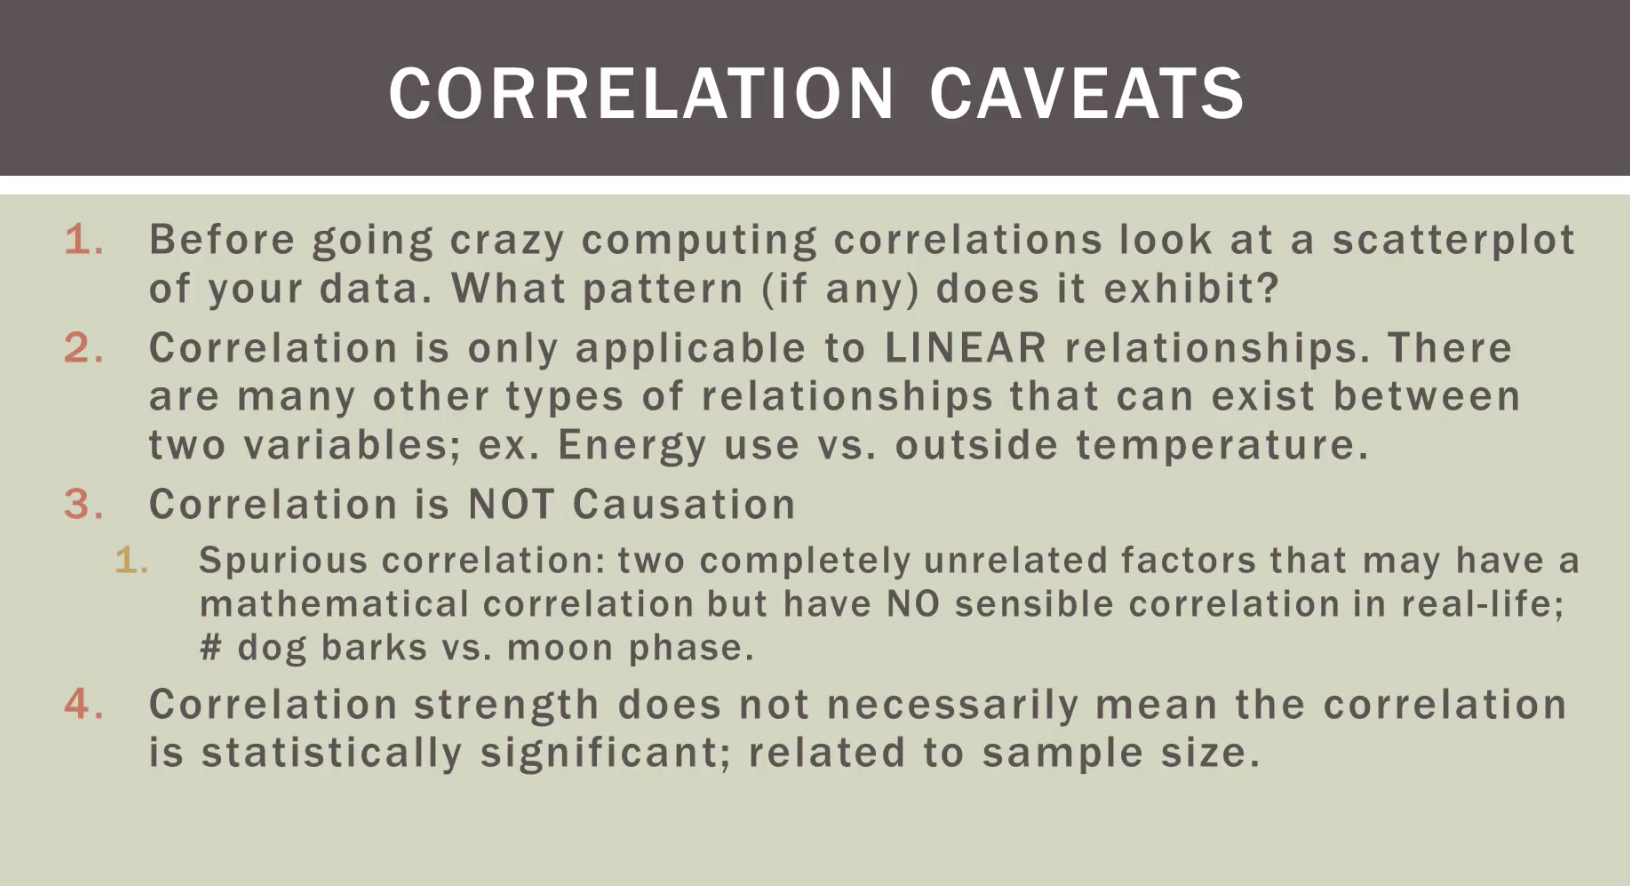 CORRELATION CAVEATS
1. Before going crazy computing correlations look at a scatterplot
of your data. What pattern (if any) does it exhibit?
2. Correlation is only applicable to LINEAR relationships. There
are many other types of relationships that can exist between
two variables; ex. Energy use vs. outside temperature.
3. Correlation is NOT Causation
1. Spurious correlation: two completely unrelated factors that may have a
mathematical correlation but have NO sensible correlation in real-life;
# dog barks vs. moon phase.
4. Correlation strength does not necessarily mean the correlation
is statistically significant; related to sample size.